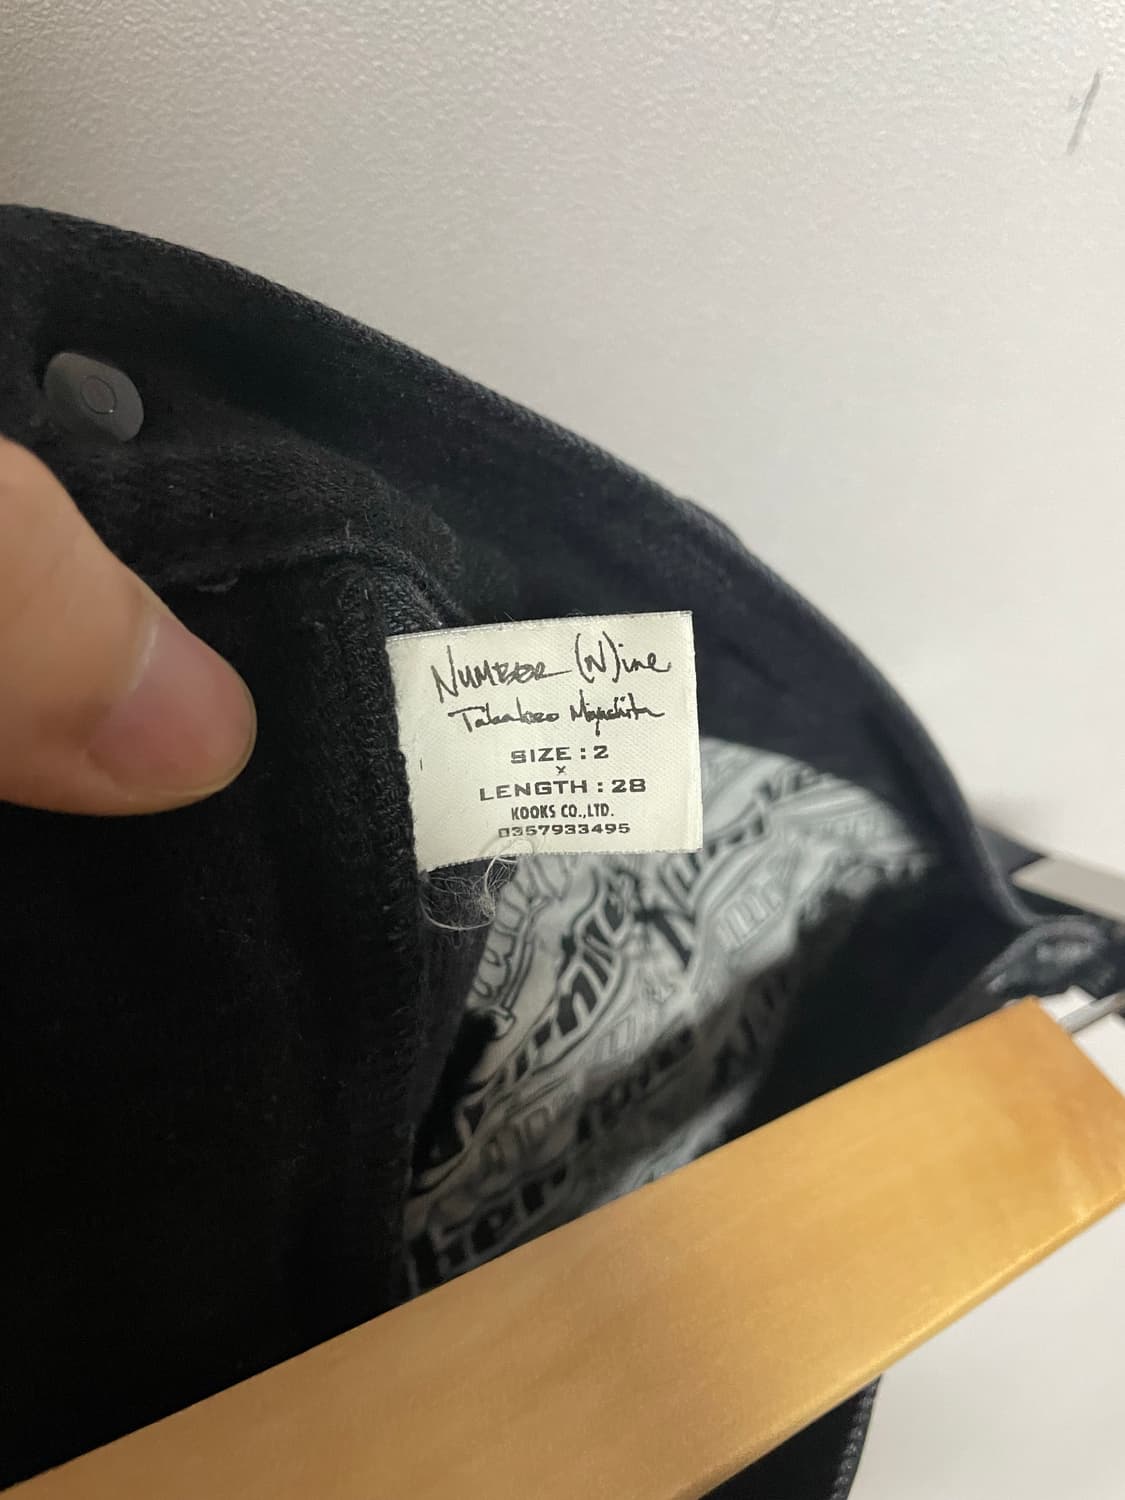 NUMBER (N)ine
Takahiro Miyashita
SIZE : 2
x
LENGTH : 28
KOOKS CO.,LTD.
0357933495